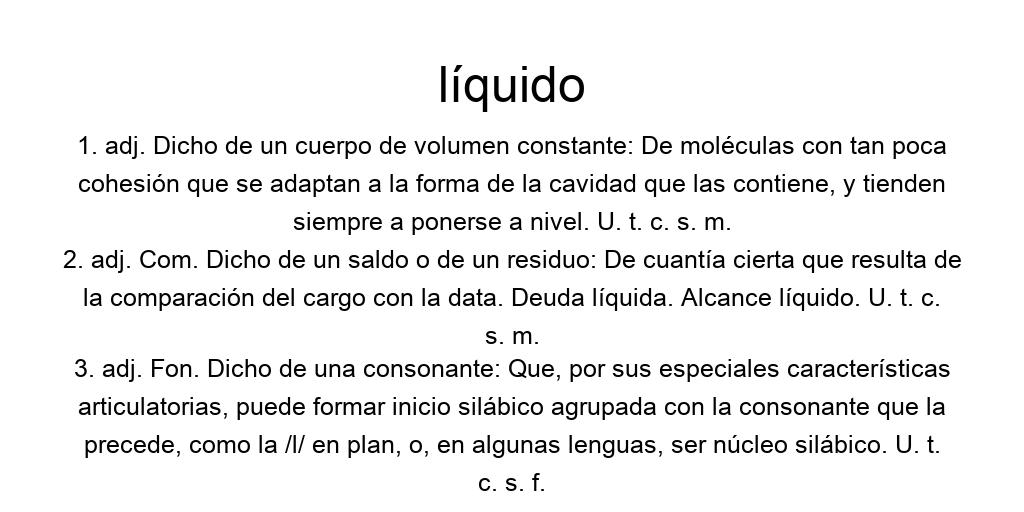 líquido
1. adj. Dicho de un cuerpo de volumen constante: De moléculas con tan poca
cohesión que se adaptan a la forma de la cavidad que las contiene, y tienden
siempre a ponerse a nivel. U. t. c. s. m.
2. adj. Com. Dicho de un saldo o de un residuo: De cuantía cierta que resulta de
la comparación del cargo con la data. Deuda líquida. Alcance líquido. U. t. c.
s. m.
3. adj. Fon. Dicho de una consonante: Que, por sus especiales características
articulatorias, puede formar inicio silábico agrupada con la consonante que la
precede, como la /l/ en plan, o, en algunas lenguas, ser núcleo silábico. U. t.
c. s. f.